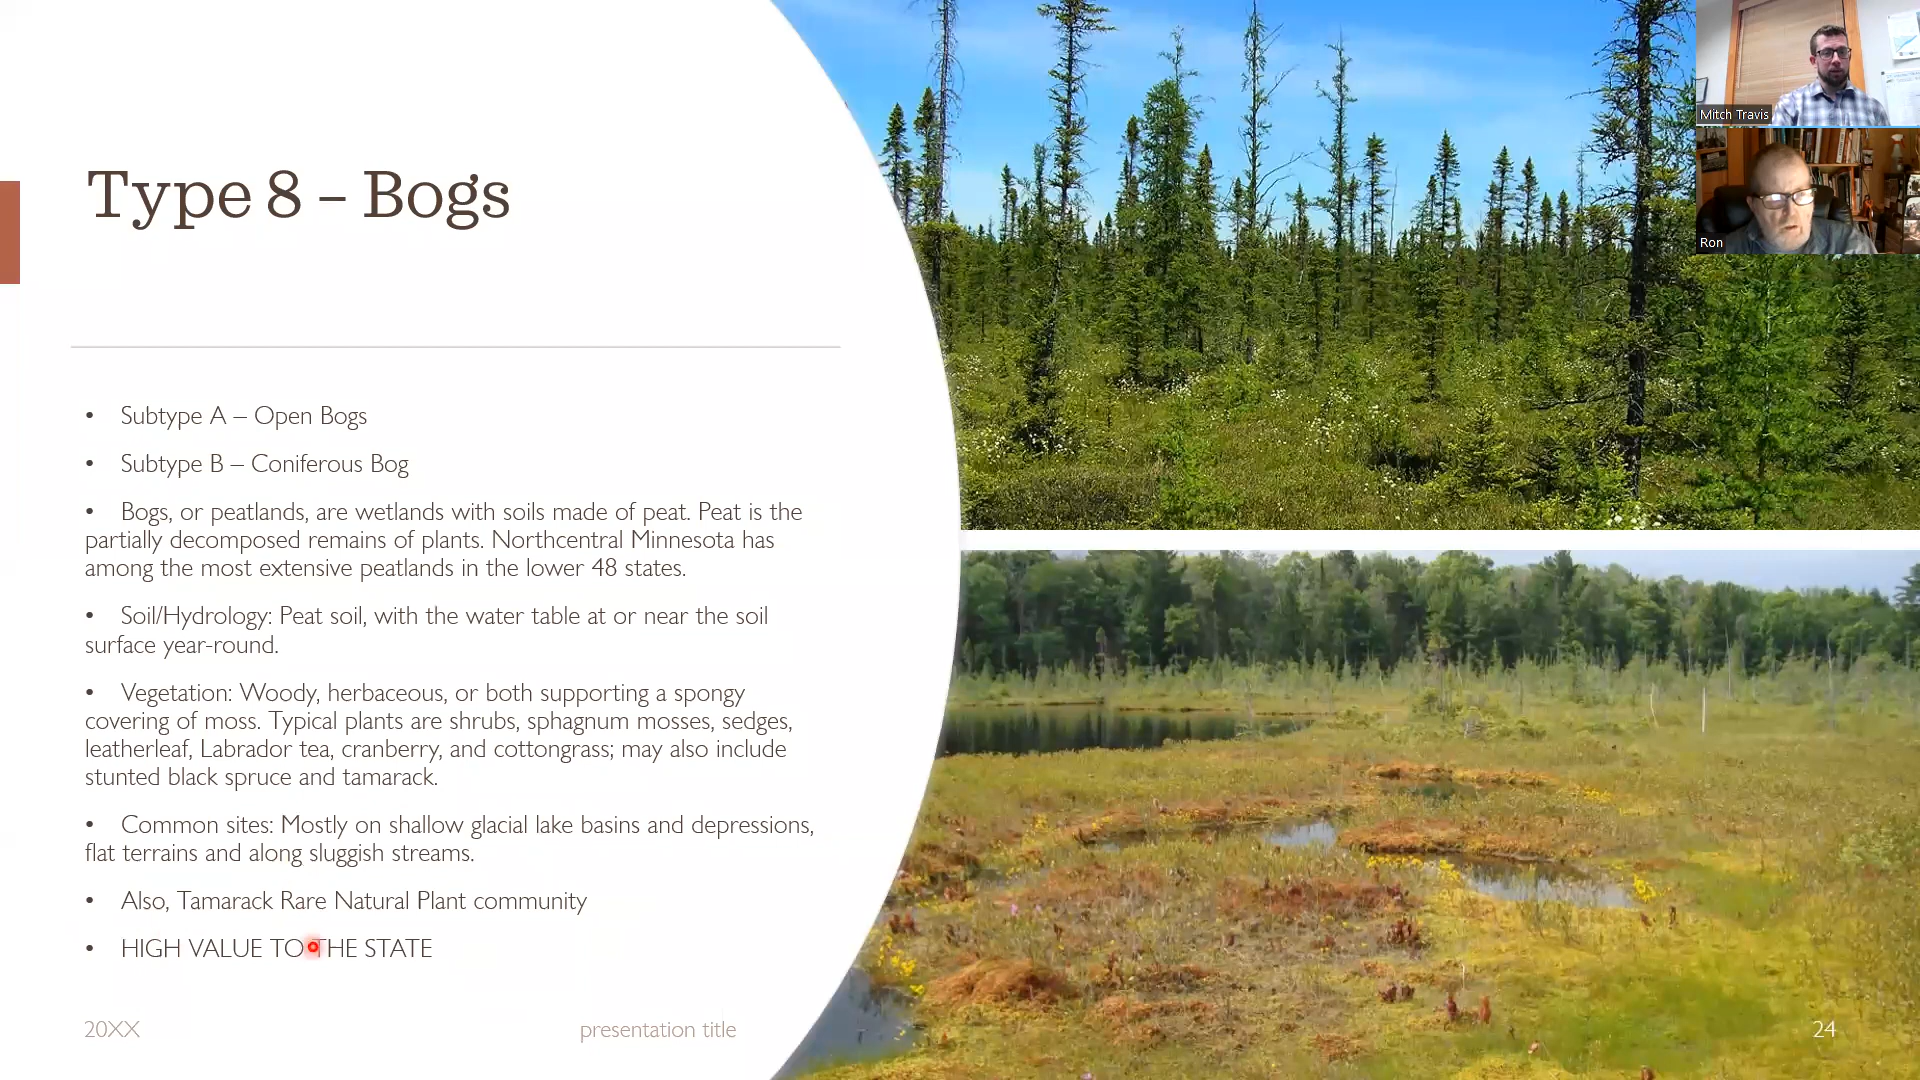 Type 8 – Bogs
• Subtype A – Open Bogs
• Subtype B – Coniferous Bog
• Bogs, or peatlands, are wetlands with soils made of peat. Peat is the
partially decomposed remains of plants. Northcentral Minnesota has
among the most extensive peatlands in the lower 48 states.
• Soil/Hydrology: Peat soil, with the water table at or near the soil
surface year-round.
• Vegetation: Woody, herbaceous, or both supporting a spongy
covering of moss. Typical plants are shrubs, sphagnum mosses, sedges,
leatherleaf, Labrador tea, cranberry, and cottongrass; may also include
stunted black spruce and tamarack.
• Common sites: Mostly on shallow glacial lake basins and depressions,
flat terrains and along sluggish streams.
• Also, Tamarack Rare Natural Plant community
• HIGH VALUE TO THE STATE
20XX
presentation title
24
Mitch Travis
Ron